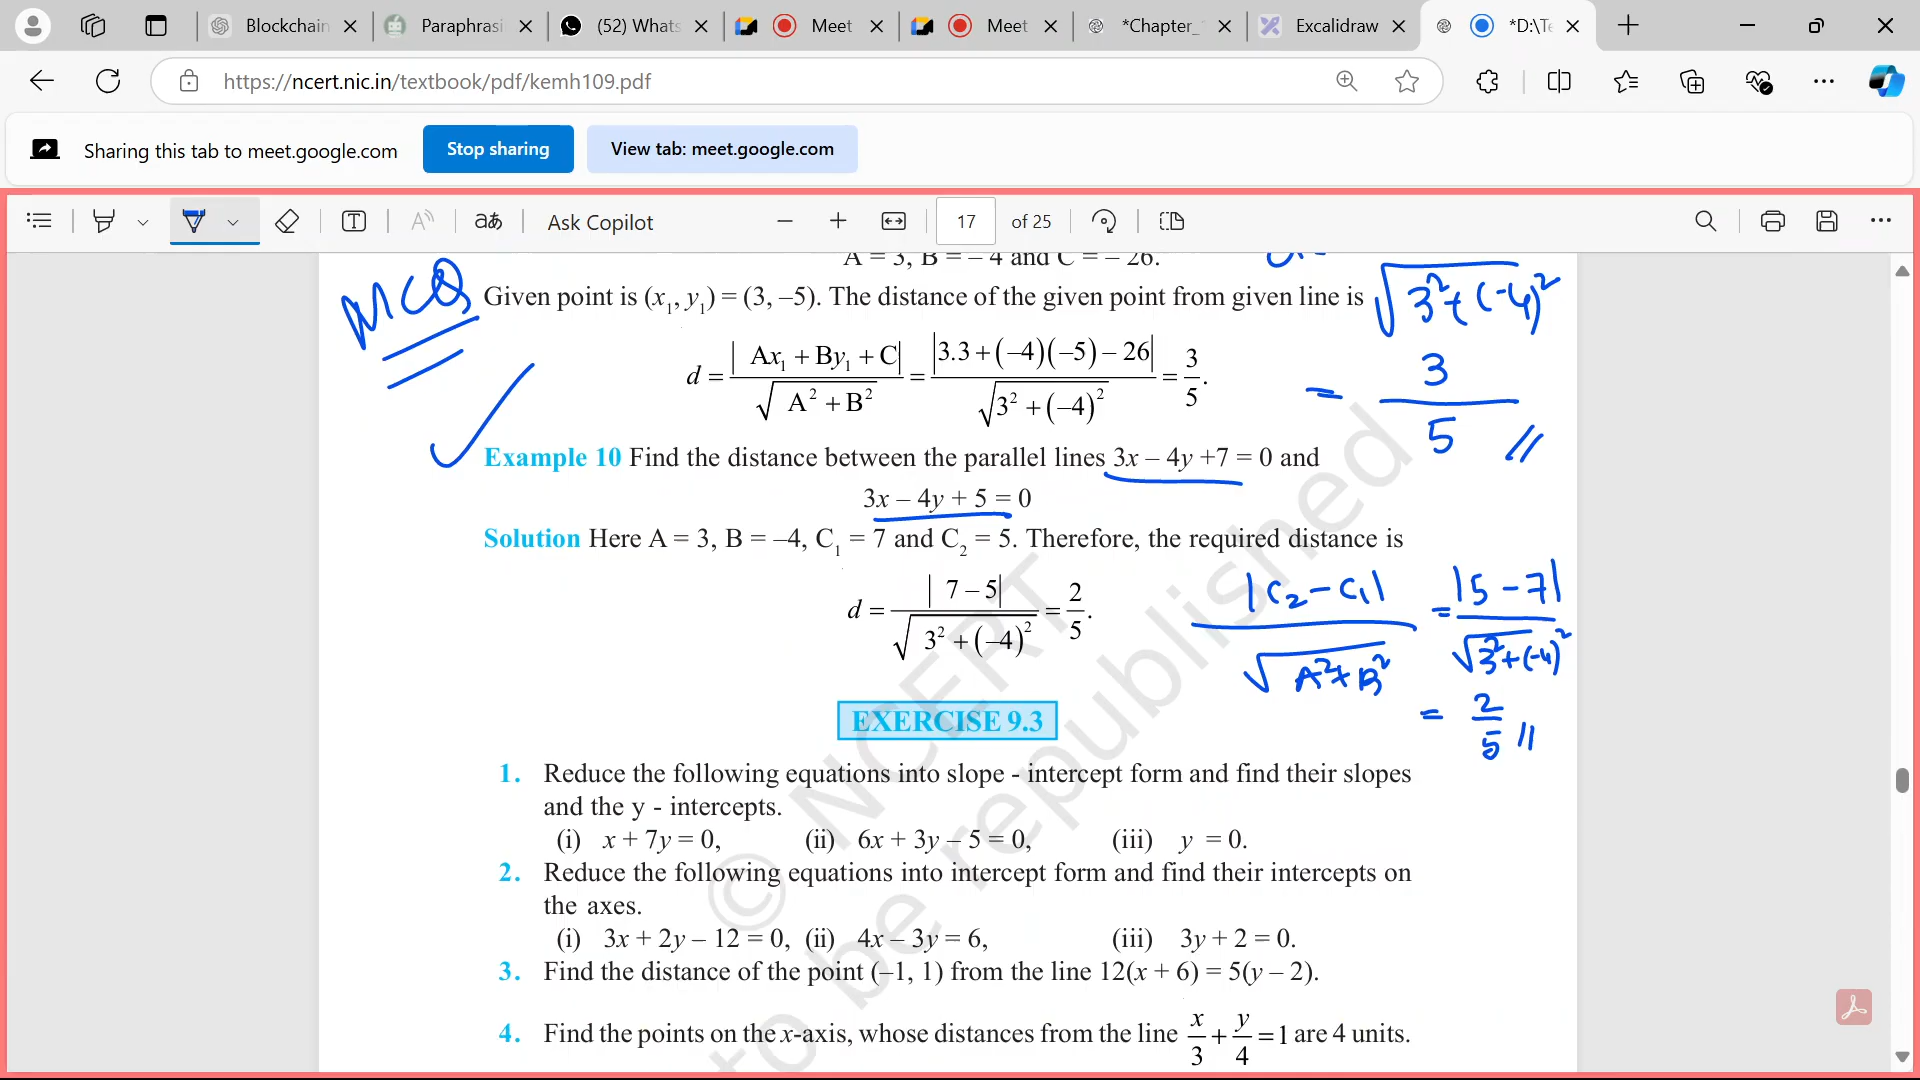 Blockchain
Paraphrasi
(52) Whats
Meet
Meet
*Chapter_
Excalidraw
*D:\Te
https://ncert.nic.in/textbook/pdf/kemh109.pdf
Sharing this tab to meet.google.com
Stop sharing
View tab: meet.google.com
Ask Copilot
17 of 25
A = 3, B = – 4 and C = – 26.
MCQ
Given point is (x₁, y₁) = (3, –5). The distance of the given point from given line is
√3²+(-4)²
d = | Ax₁ + By₁ + C| / √A² + B² = |3.3 + (–4)(–5) – 26| / √3² + (–4)² = 3/5.
= 3/5 //
Example 10 Find the distance between the parallel lines 3x – 4y +7 = 0 and
3x – 4y + 5 = 0
Solution Here A = 3, B = –4, C₁ = 7 and C₂ = 5. Therefore, the required distance is
d = | 7 – 5| / √3² + (–4)² = 2/5.
|C₂ – C₁| / √A²+B² = |5 – 7| / √3²+(-4)²
= 2/5 //
EXERCISE 9.3
1. Reduce the following equations into slope - intercept form and find their slopes
and the y - intercepts.
(i) x + 7y = 0, (ii) 6x + 3y – 5 = 0, (iii) y = 0.
2. Reduce the following equations into intercept form and find their intercepts on
the axes.
(i) 3x + 2y – 12 = 0, (ii) 4x – 3y = 6, (iii) 3y + 2 = 0.
3. Find the distance of the point (–1, 1) from the line 12(x + 6) = 5(y – 2).
4. Find the points on the x-axis, whose distances from the line x/3 + y/4 = 1 are 4 units.
© NCERT
to be republished